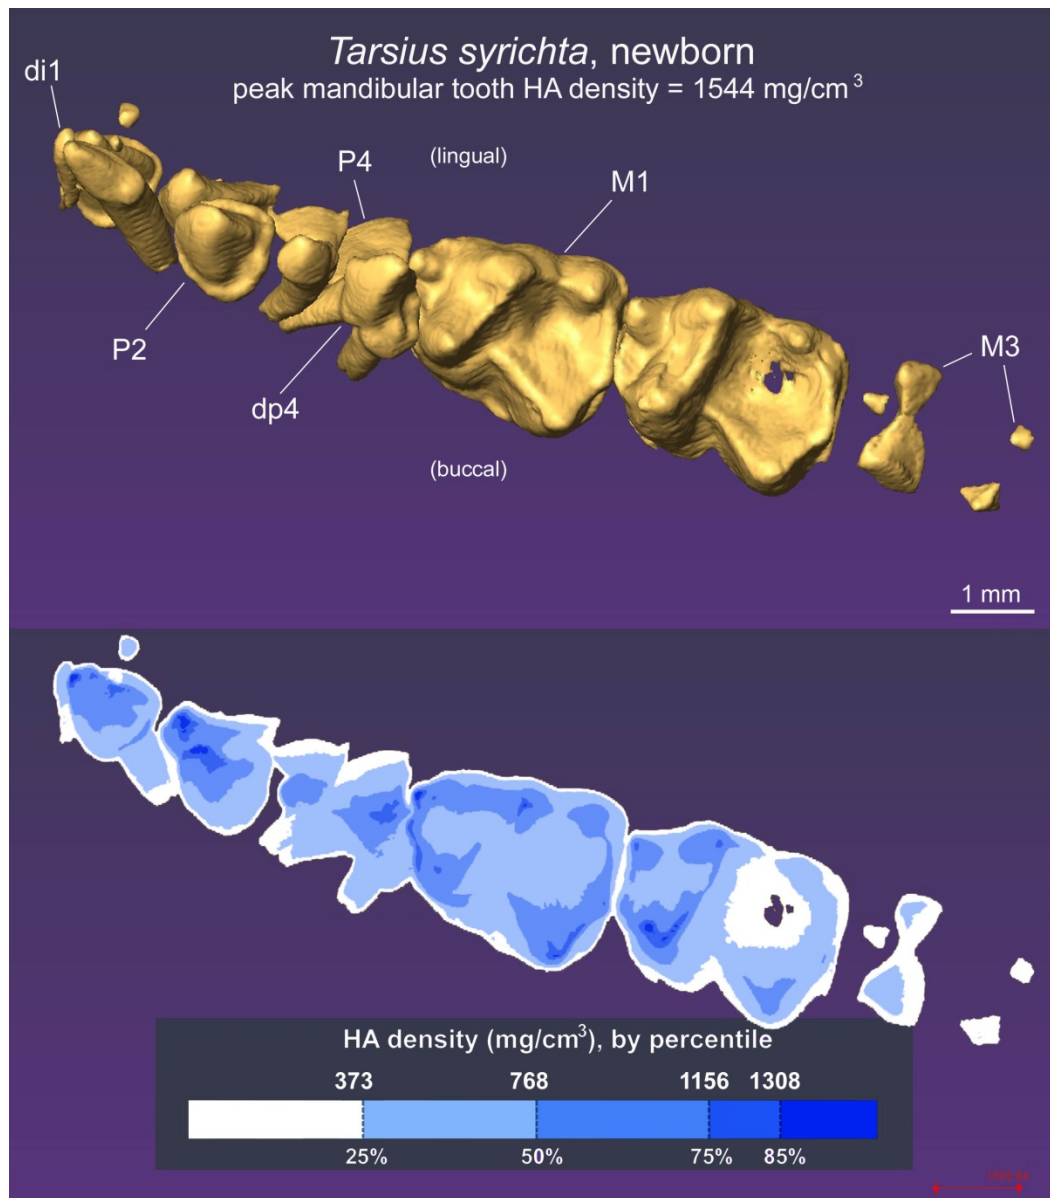 Tarsius syrichta, newborn
peak mandibular tooth HA density = 1544 mg/cm³
di1
P4
(lingual)
M1
P2
dp4
M3
(buccal)
1 mm
HA density (mg/cm³), by percentile
373 768 1156 1308
25% 50% 75% 85%